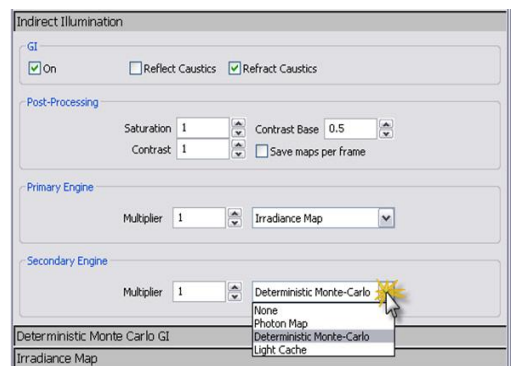 Indirect Illumination
GI
On Reflect Caustics Refract Caustics
Post-Processing
Saturation 1 Contrast Base 0.5
Contrast 1 Save maps per frame
Primary Engine
Multiplier 1 Irradiance Map
Secondary Engine
Multiplier 1 Deterministic Monte-Carlo
None
Photon Map
Deterministic Monte-Carlo
Light Cache
Deterministic Monte Carlo GI
Irradiance Map